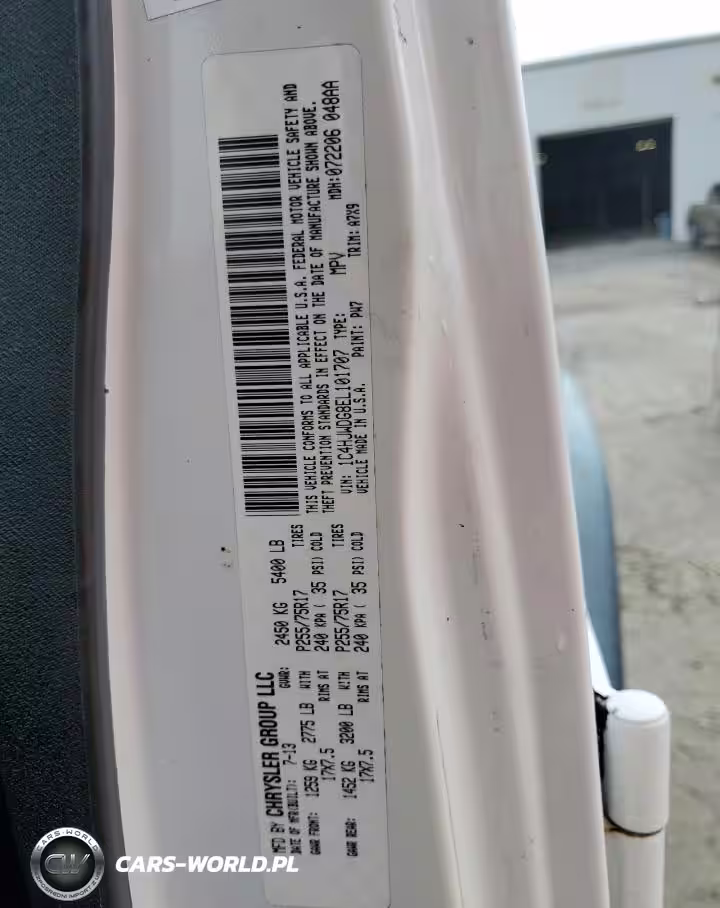 MFD BY CHRYSLER GROUP LLC
DATE OF MFR(BUILT): 7-13 GVWR: 2450 KG 5400 LB
GAWR FRONT: 1259 KG 2775 LB WITH P255/75R17 TIRES
17X7.5 RIMS AT 240 KPA ( 35 PSI) COLD
GAWR REAR: 1452 KG 3200 LB WITH P255/75R17 TIRES
17X7.5 RIMS AT 240 KPA ( 35 PSI) COLD
THIS VEHICLE CONFORMS TO ALL APPLICABLE U.S.A. FEDERAL MOTOR VEHICLE SAFETY AND
THEFT PREVENTION STANDARDS IN EFFECT ON THE DATE OF MANUFACTURE SHOWN ABOVE.
VIN: 1C4HJWDG8EL101707 TYPE: MPV MDH:072206 048AA
VEHICLE MADE IN U.S.A. PAINT: PW7 TRIM: A7X9
CARS-WORLD
CW
CARS-WORLD.PL